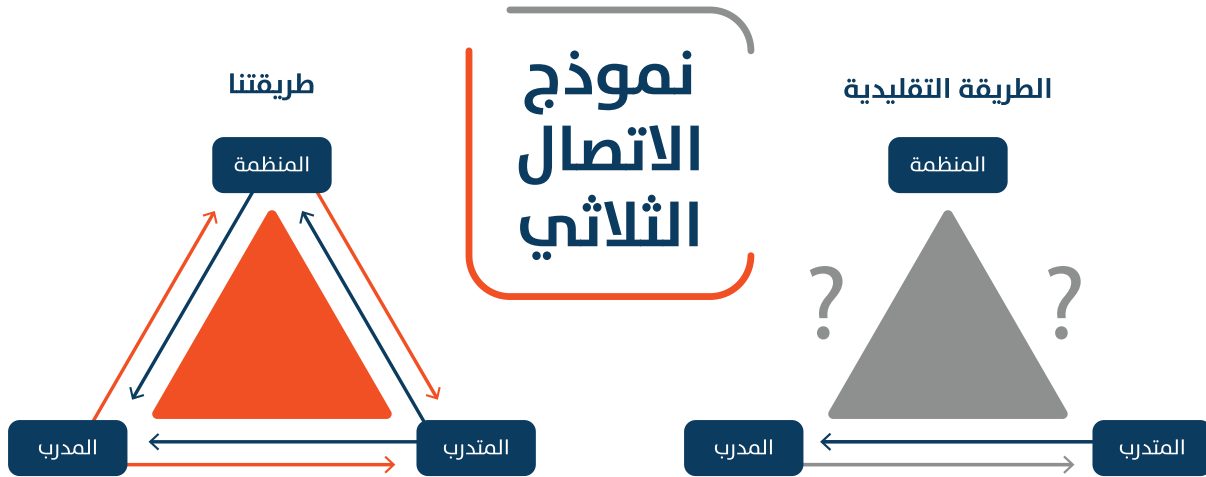 نموذج
الاتصال
الثلاثي
الطريقة التقليدية
المنظمة
?
?
المتدرب
المدرب
طريقتنا
المنظمة
المتدرب
المدرب